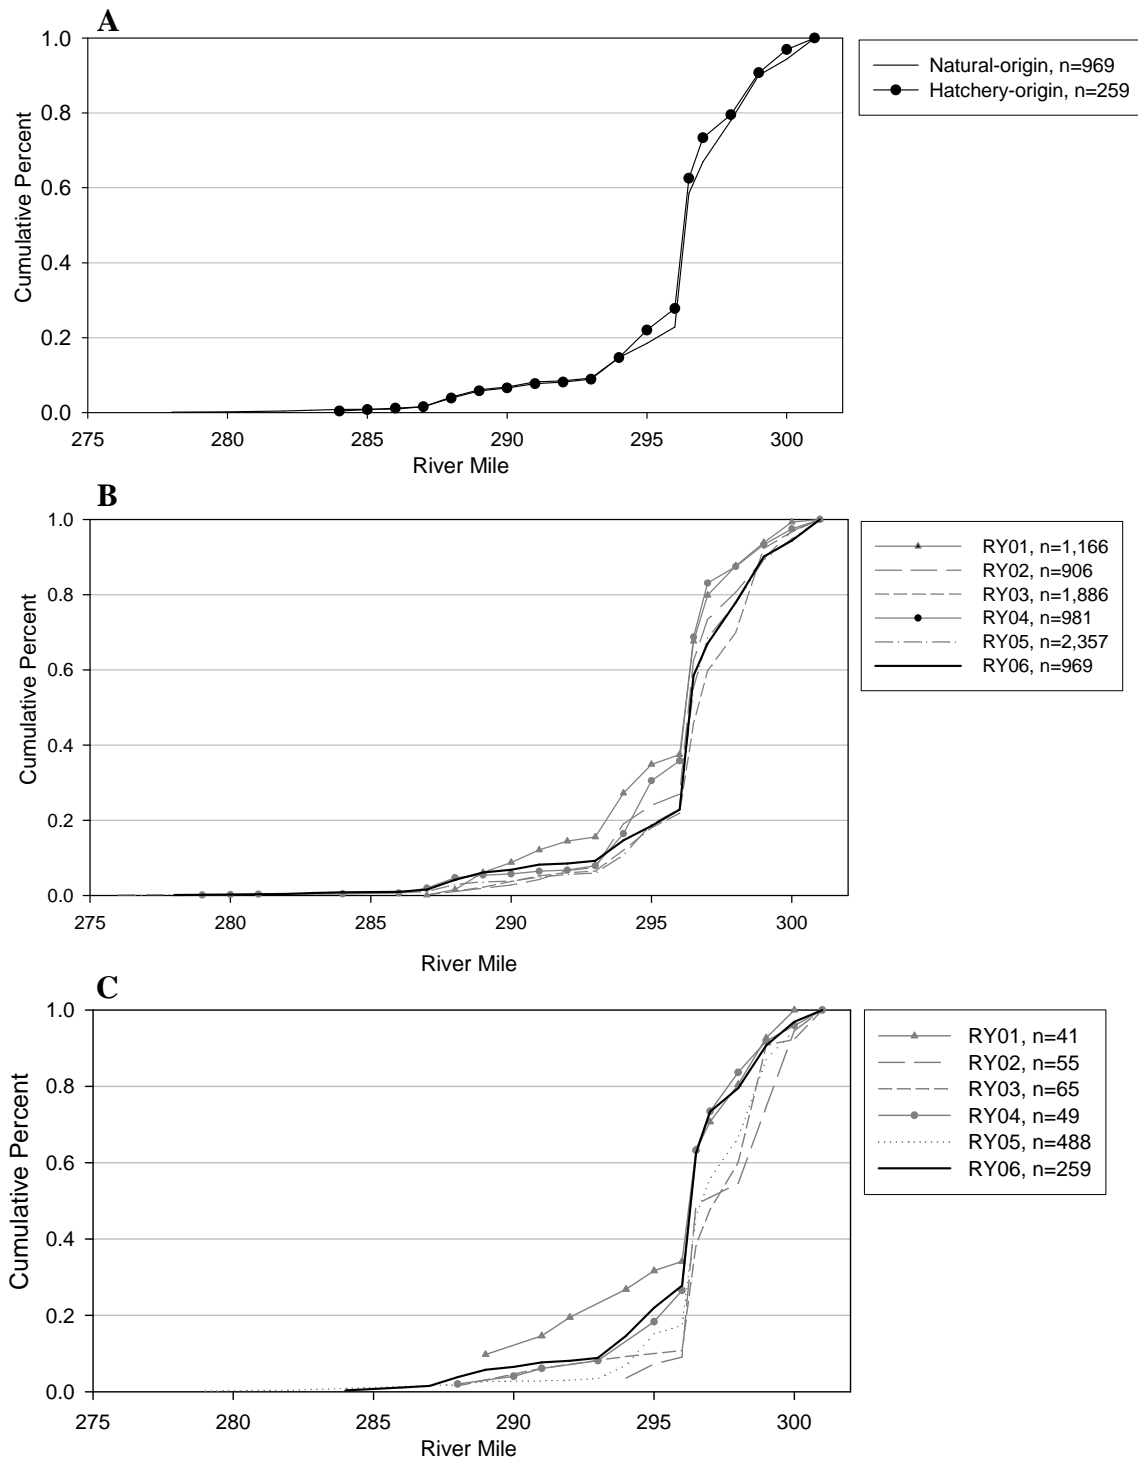 A
1.0
0.8
0.6
0.4
0.2
0.0
Cumulative Percent
275 280 285 290 295 300
River Mile
Natural-origin, n=969
Hatchery-origin, n=259
B
1.0
0.8
0.6
0.4
0.2
0.0
Cumulative Percent
275 280 285 290 295 300
River Mile
RY01, n=1,166
RY02, n=906
RY03, n=1,886
RY04, n=981
RY05, n=2,357
RY06, n=969
C
1.0
0.8
0.6
0.4
0.2
0.0
Cumulative Percent
275 280 285 290 295 300
River Mile
RY01, n=41
RY02, n=55
RY03, n=65
RY04, n=49
RY05, n=488
RY06, n=259